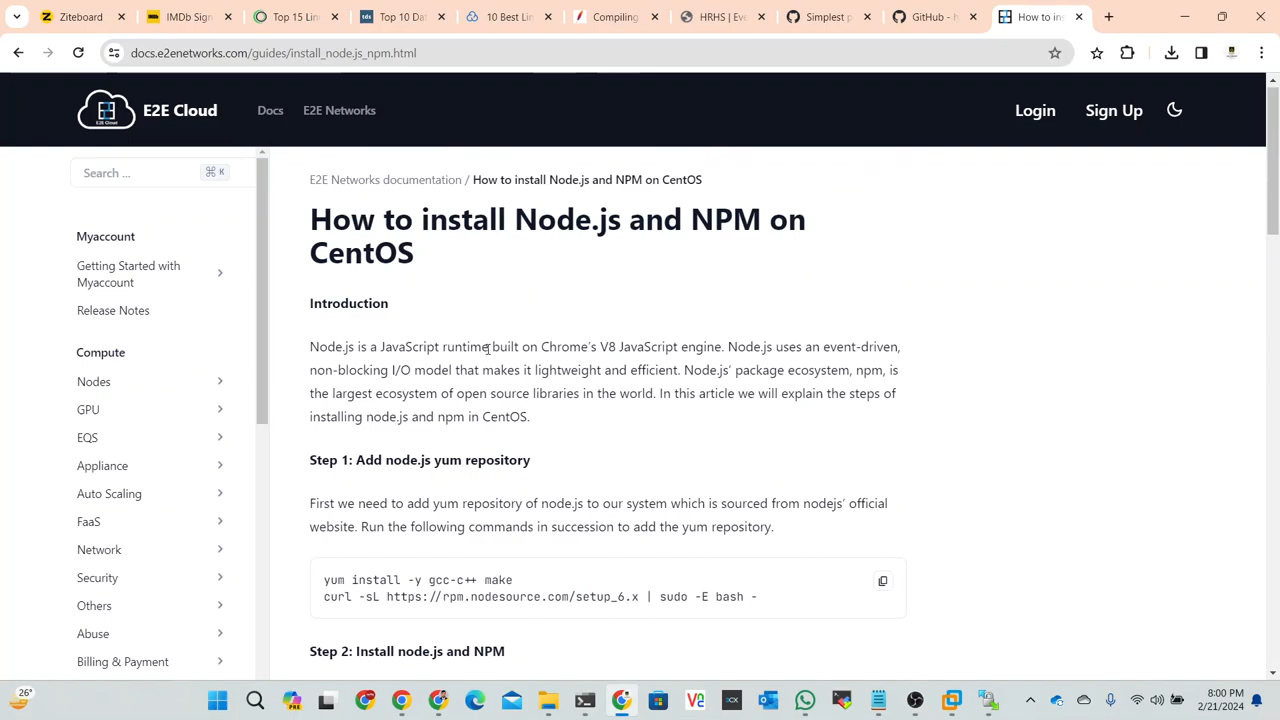 Zoteline
IMDb Sign
Top 15 Lin
Top 10 Dat
10 Best Lin
Compiling
HRHS | Eve
Simplest p
GitHub - h
How to ins
docs.e2enetworks.com/guides/install_node.js_npm.html
E2E Cloud
Docs
E2E Networks
Login
Sign Up
Search ...
⌘ K
Myaccount
Getting Started with
Myaccount
Release Notes
Compute
Nodes
GPU
EQS
Appliance
Auto Scaling
FaaS
Network
Security
Others
Abuse
Billing & Payment
E2E Networks documentation / How to install Node.js and NPM on CentOS
How to install Node.js and NPM on
CentOS
Introduction
Node.js is a JavaScript runtime built on Chrome’s V8 JavaScript engine. Node.js uses an event-driven,
non-blocking I/O model that makes it lightweight and efficient. Node.js’ package ecosystem, npm, is
the largest ecosystem of open source libraries in the world. In this article we will explain the steps of
installing node.js and npm in CentOS.
Step 1: Add node.js yum repository
First we need to add yum repository of node.js to our system which is sourced from nodejs’ official
website. Run the following commands in succession to add the yum repository.
yum install -y gcc-c++ make
curl -sL https://rpm.nodesource.com/setup_6.x | sudo -E bash -
Step 2: Install node.js and NPM
26°
8:00 PM
2/21/2024